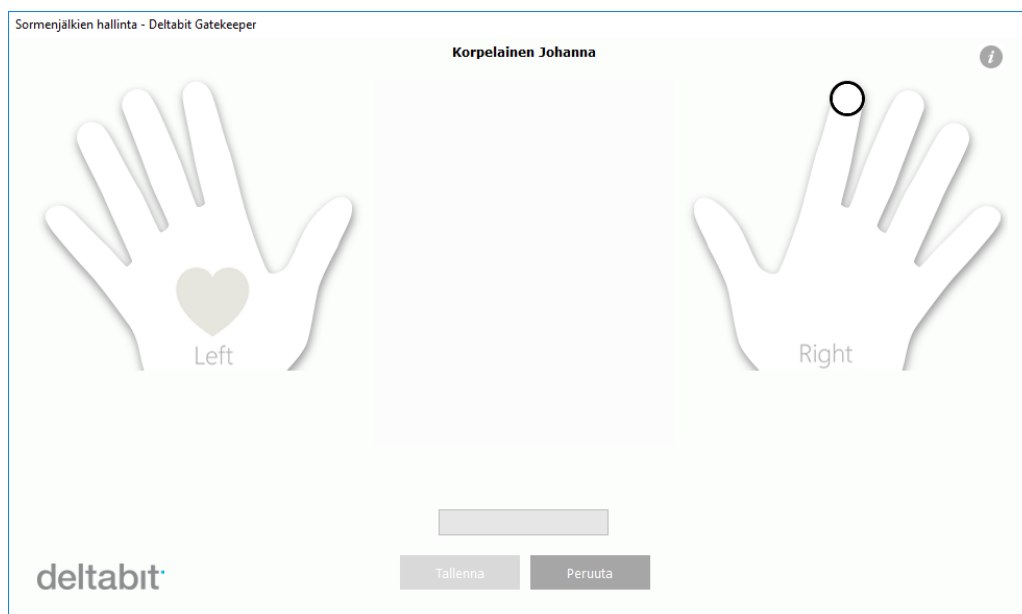 Sormenjälkien hallinta - Deltabit Gatekeeper
Korpelainen Johanna
i
Left
Right
Tallenna
Peruuta
deltabit